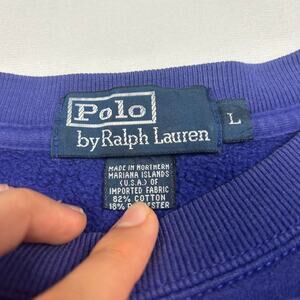 Polo
by Ralph Lauren
L
MADE IN NORTHERN
MARIANA ISLANDS
(U.S.A.) OF
IMPORTED FABRIC
82% COTTON
18%